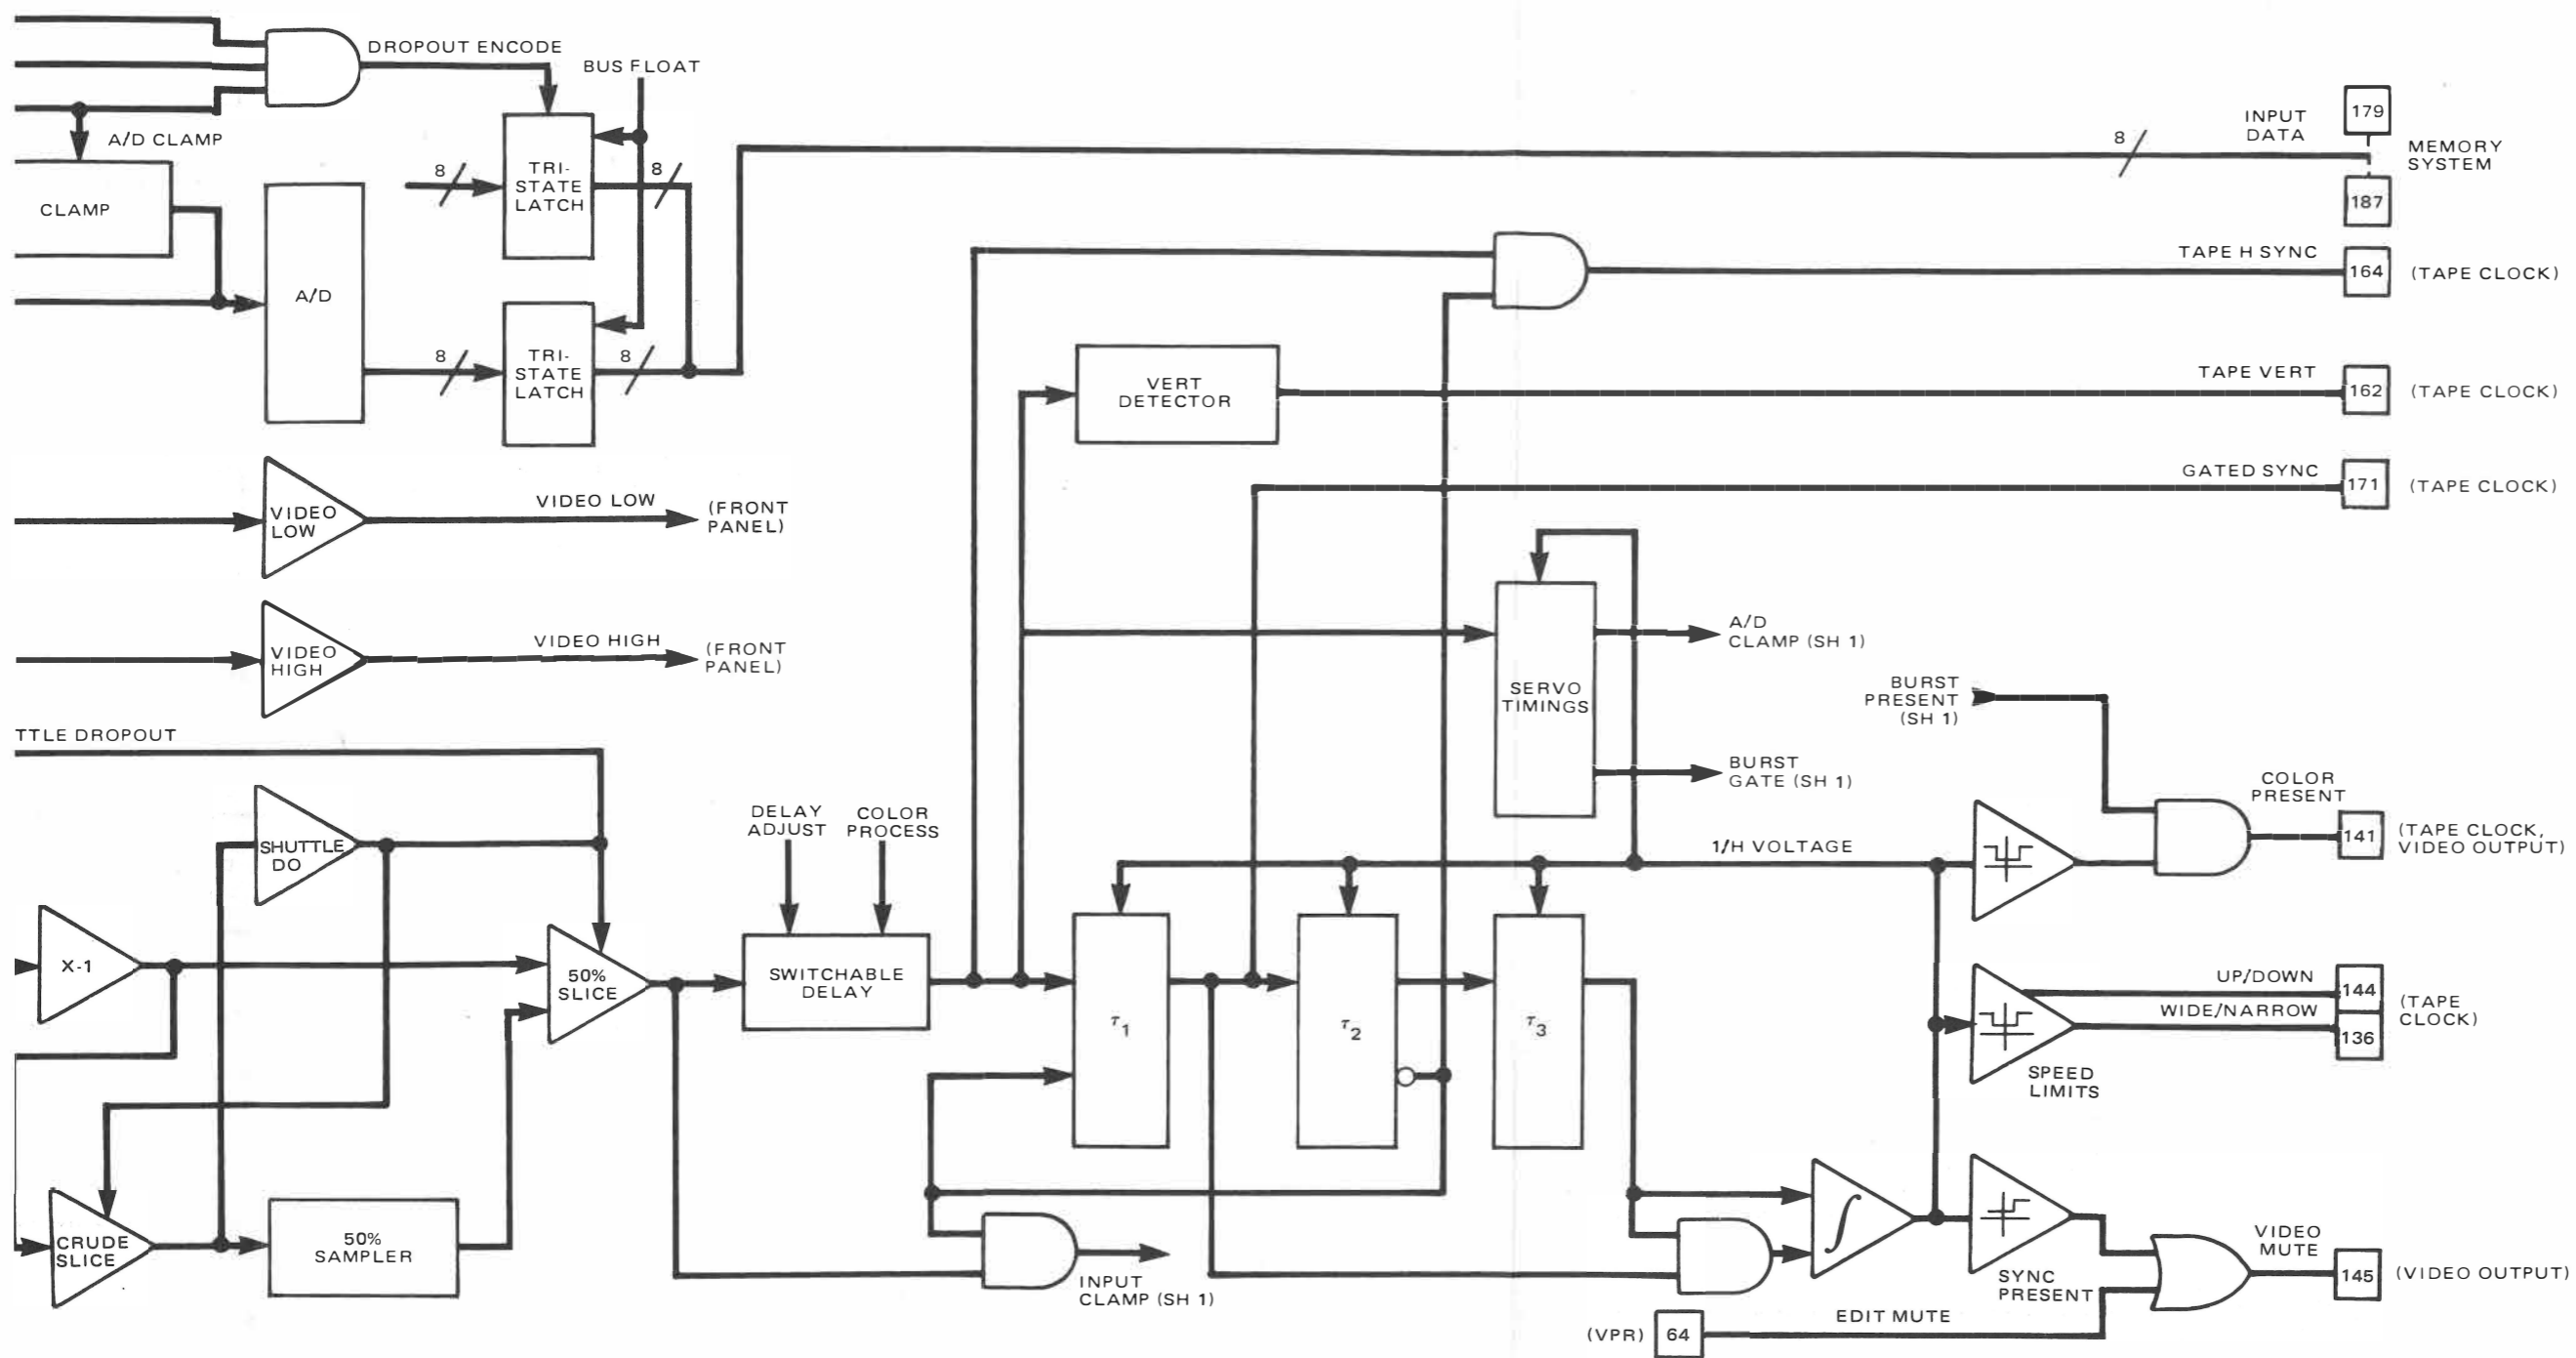 DROPOUT ENCODE
BUS FLOAT
A/D CLAMP
CLAMP
A/D
8
TRI-
STATE
LATCH
8
8
TRI-
STATE
LATCH
8
8
INPUT
DATA
179
187
MEMORY
SYSTEM
TAPE H SYNC
164
(TAPE CLOCK)
VERT
DETECTOR
TAPE VERT
162
(TAPE CLOCK)
GATED SYNC
171
(TAPE CLOCK)
VIDEO
LOW
VIDEO LOW
(FRONT
PANEL)
VIDEO
HIGH
VIDEO HIGH
(FRONT
PANEL)
SERVO
TIMINGS
A/D
CLAMP (SH 1)
BURST
GATE (SH 1)
BURST
PRESENT
(SH 1)
COLOR
PRESENT
141
(TAPE CLOCK,
VIDEO OUTPUT)
TTLE DROPOUT
SHUTTLE
DO
X-1
50%
SLICE
CRUDE
SLICE
50%
SAMPLER
DELAY
ADJUST
COLOR
PROCESS
SWITCHABLE
DELAY
1/H VOLTAGE
τ1
τ2
τ3
UP/DOWN
144
WIDE/NARROW
136
(TAPE
CLOCK)
SPEED
LIMITS
INPUT
CLAMP (SH 1)
∫
SYNC
PRESENT
VIDEO
MUTE
145
(VIDEO OUTPUT)
(VPR)
64
EDIT MUTE